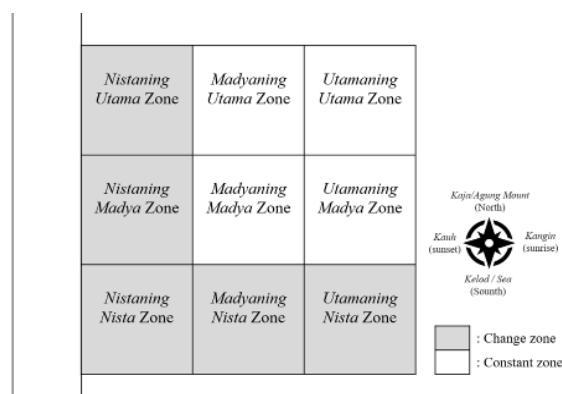 Nistaning
Utama Zone
Madyaning
Utama Zone
Utamaning
Utama Zone
Nistaning
Madya Zone
Madyaning
Madya Zone
Utamaning
Madya Zone
Nistaning
Nista Zone
Madyaning
Nista Zone
Utamaning
Nista Zone
Kaja/Agung Mount
(North)
Kauh
(sunset)
Kangin
(sunrise)
Kelod / Sea
(Sounth)
: Change zone
: Constant zone